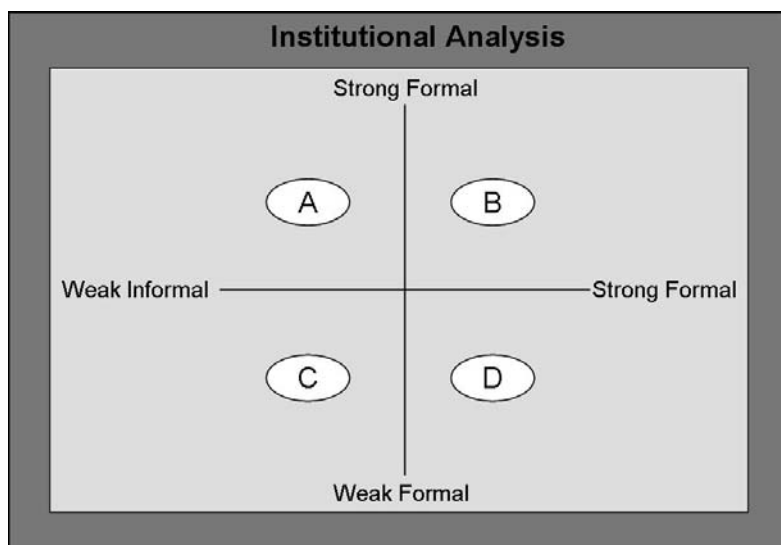 Institutional Analysis
Strong Formal
A
B
Weak Informal
Strong Formal
C
D
Weak Formal